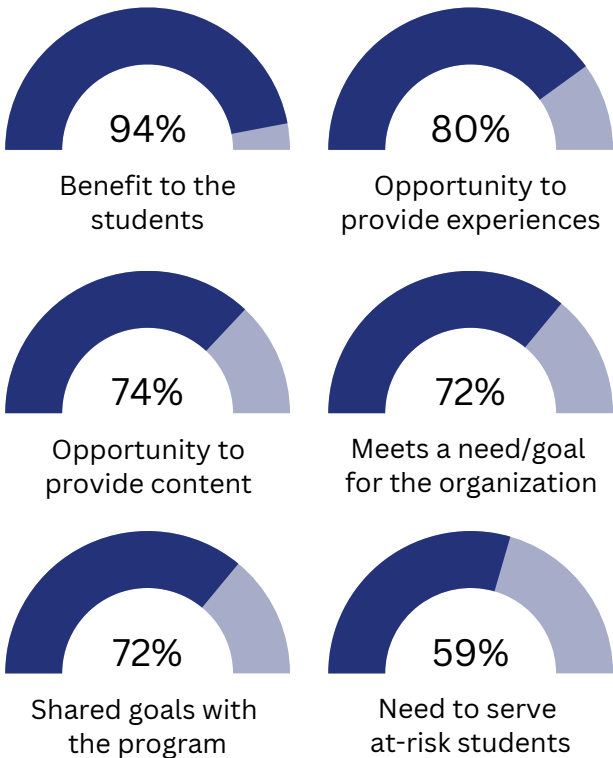 94%
Benefit to the
students
80%
Opportunity to
provide experiences
74%
Opportunity to
provide content
72%
Meets a need/goal
for the organization
72%
Shared goals with
the program
59%
Need to serve
at-risk students